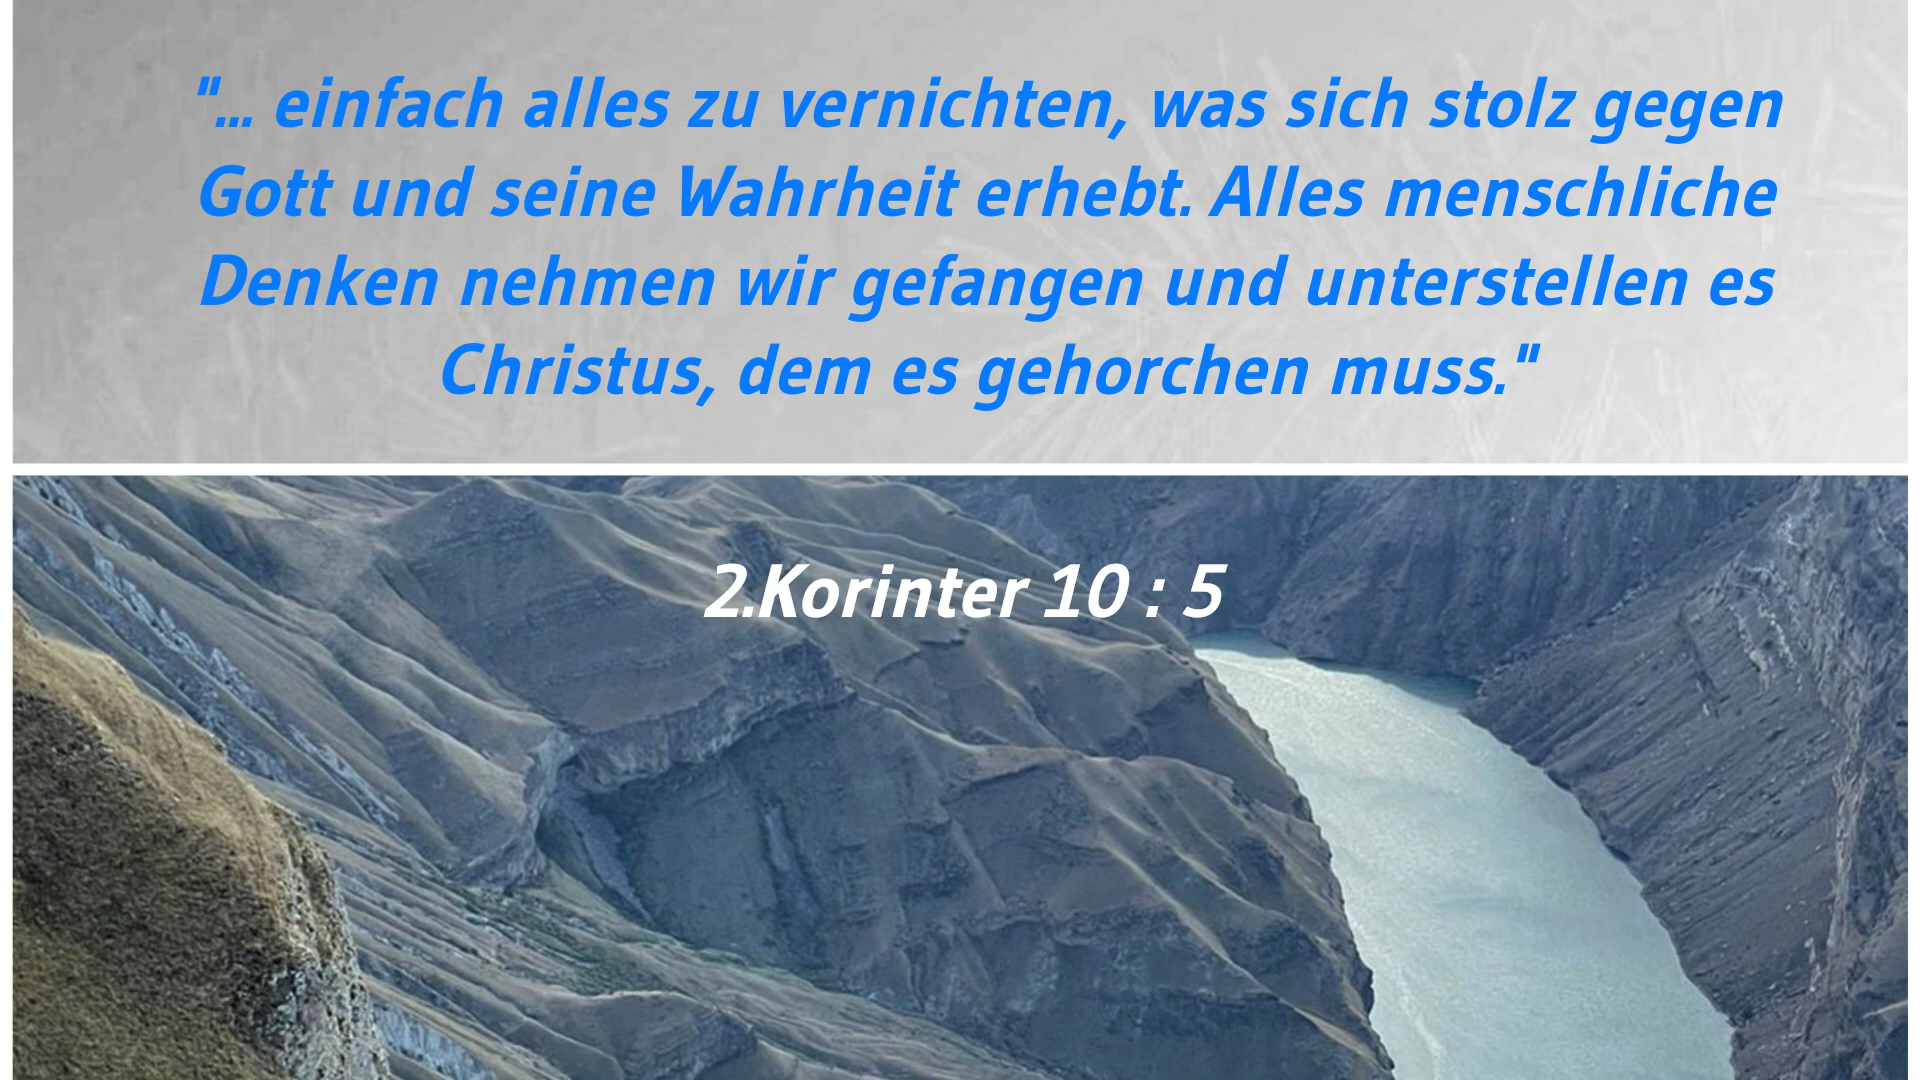 "... einfach alles zu vernichten, was sich stolz gegen
Gott und seine Wahrheit erhebt. Alles menschliche
Denken nehmen wir gefangen und unterstellen es
Christus, dem es gehorchen muss."
2.Korinter 10 : 5